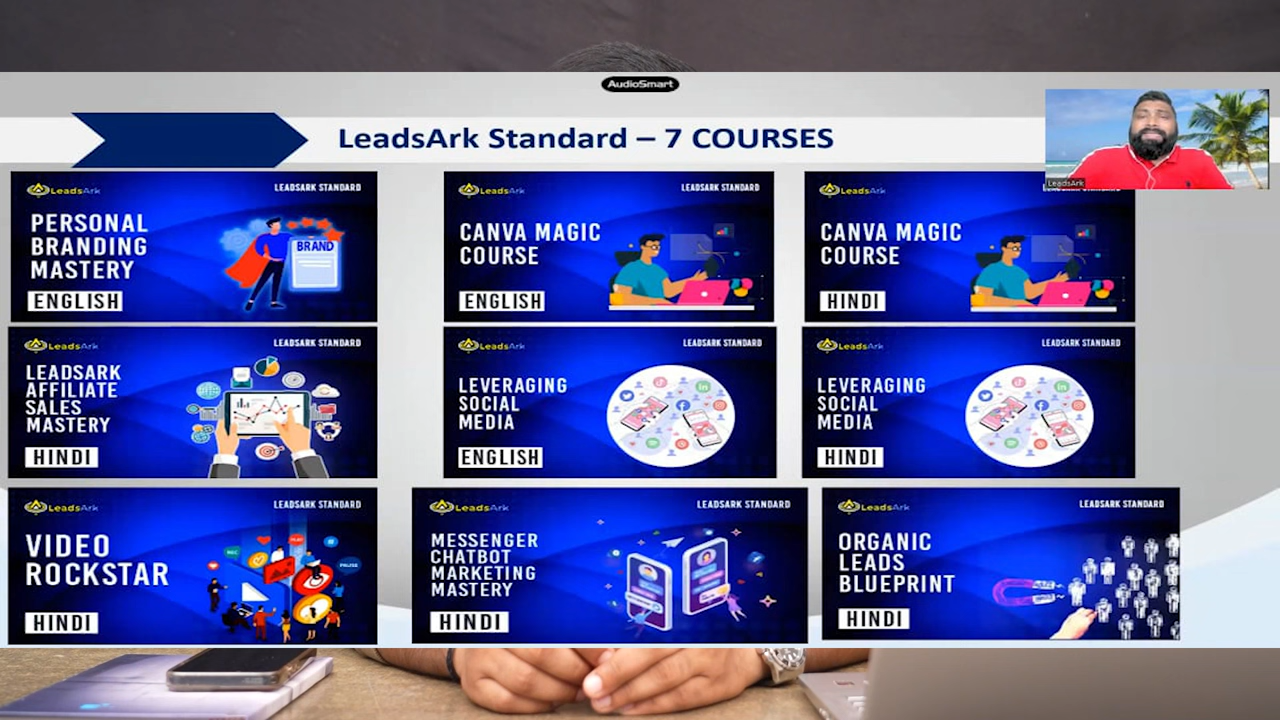 AudioSmart
LeadsArk Standard – 7 COURSES
LeadsArk
LeadsArk
LEADSARK STANDARD
PERSONAL
BRANDING
MASTERY
ENGLISH
BRAND
LeadsArk
LEADSARK STANDARD
CANVA MAGIC
COURSE
ENGLISH
LeadsArk
CANVA MAGIC
COURSE
HINDI
LeadsArk
LEADSARK STANDARD
LEADSARK
AFFILIATE
SALES
MASTERY
HINDI
LeadsArk
LEADSARK STANDARD
LEVERAGING
SOCIAL
MEDIA
ENGLISH
LeadsArk
LEADSARK STANDARD
LEVERAGING
SOCIAL
MEDIA
HINDI
LeadsArk
LEADSARK STANDARD
VIDEO
ROCKSTAR
HINDI
LeadsArk
LEADSARK STANDARD
MESSENGER
CHATBOT
MARKETING
MASTERY
HINDI
LeadsArk
LEADSARK STANDARD
ORGANIC
LEADS
BLUEPRINT
HINDI